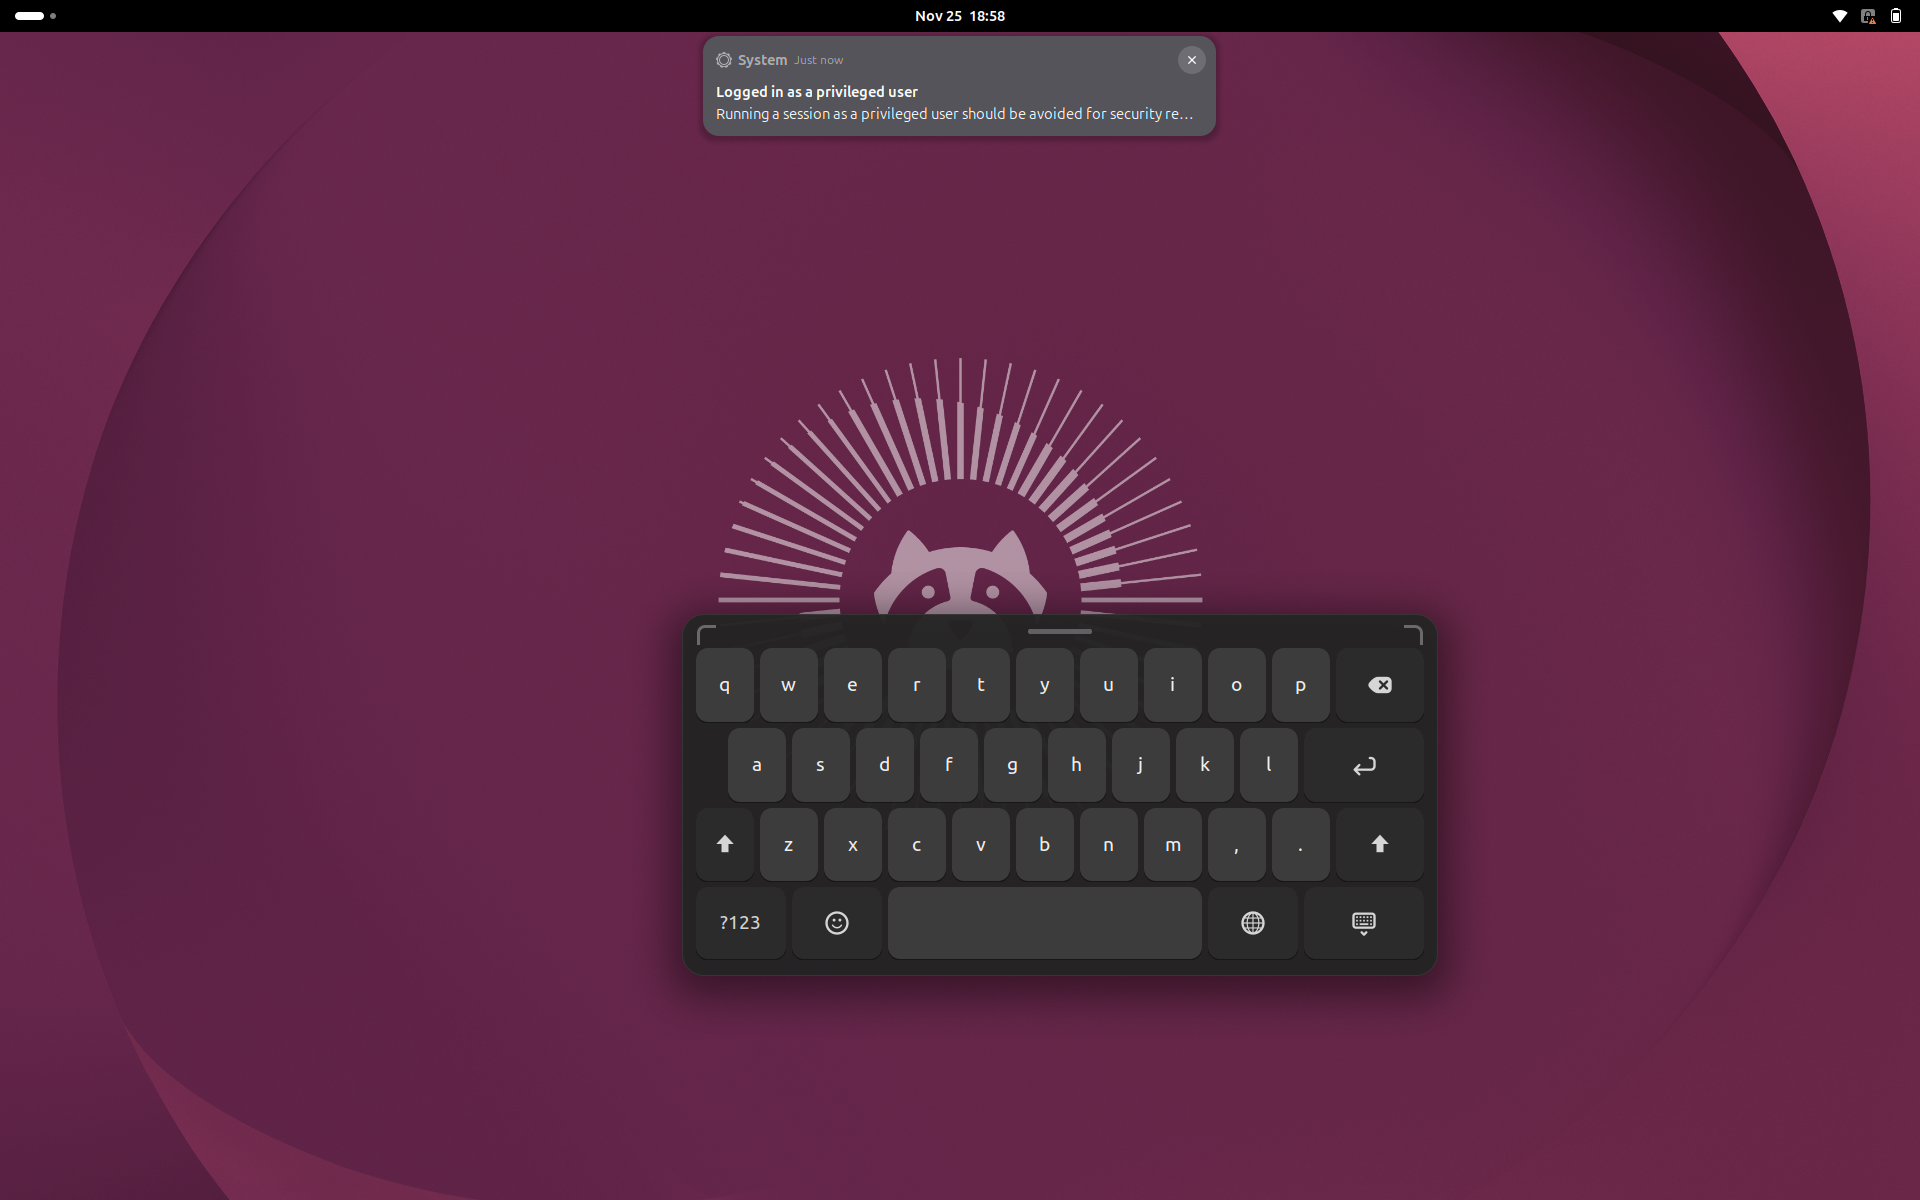 Nov 25 18:58
System Just now
Logged in as a privileged user
Running a session as a privileged user should be avoided for security re…
q w e r t y u i o p
a s d f g h j k l
z x c v b n m , .
?123